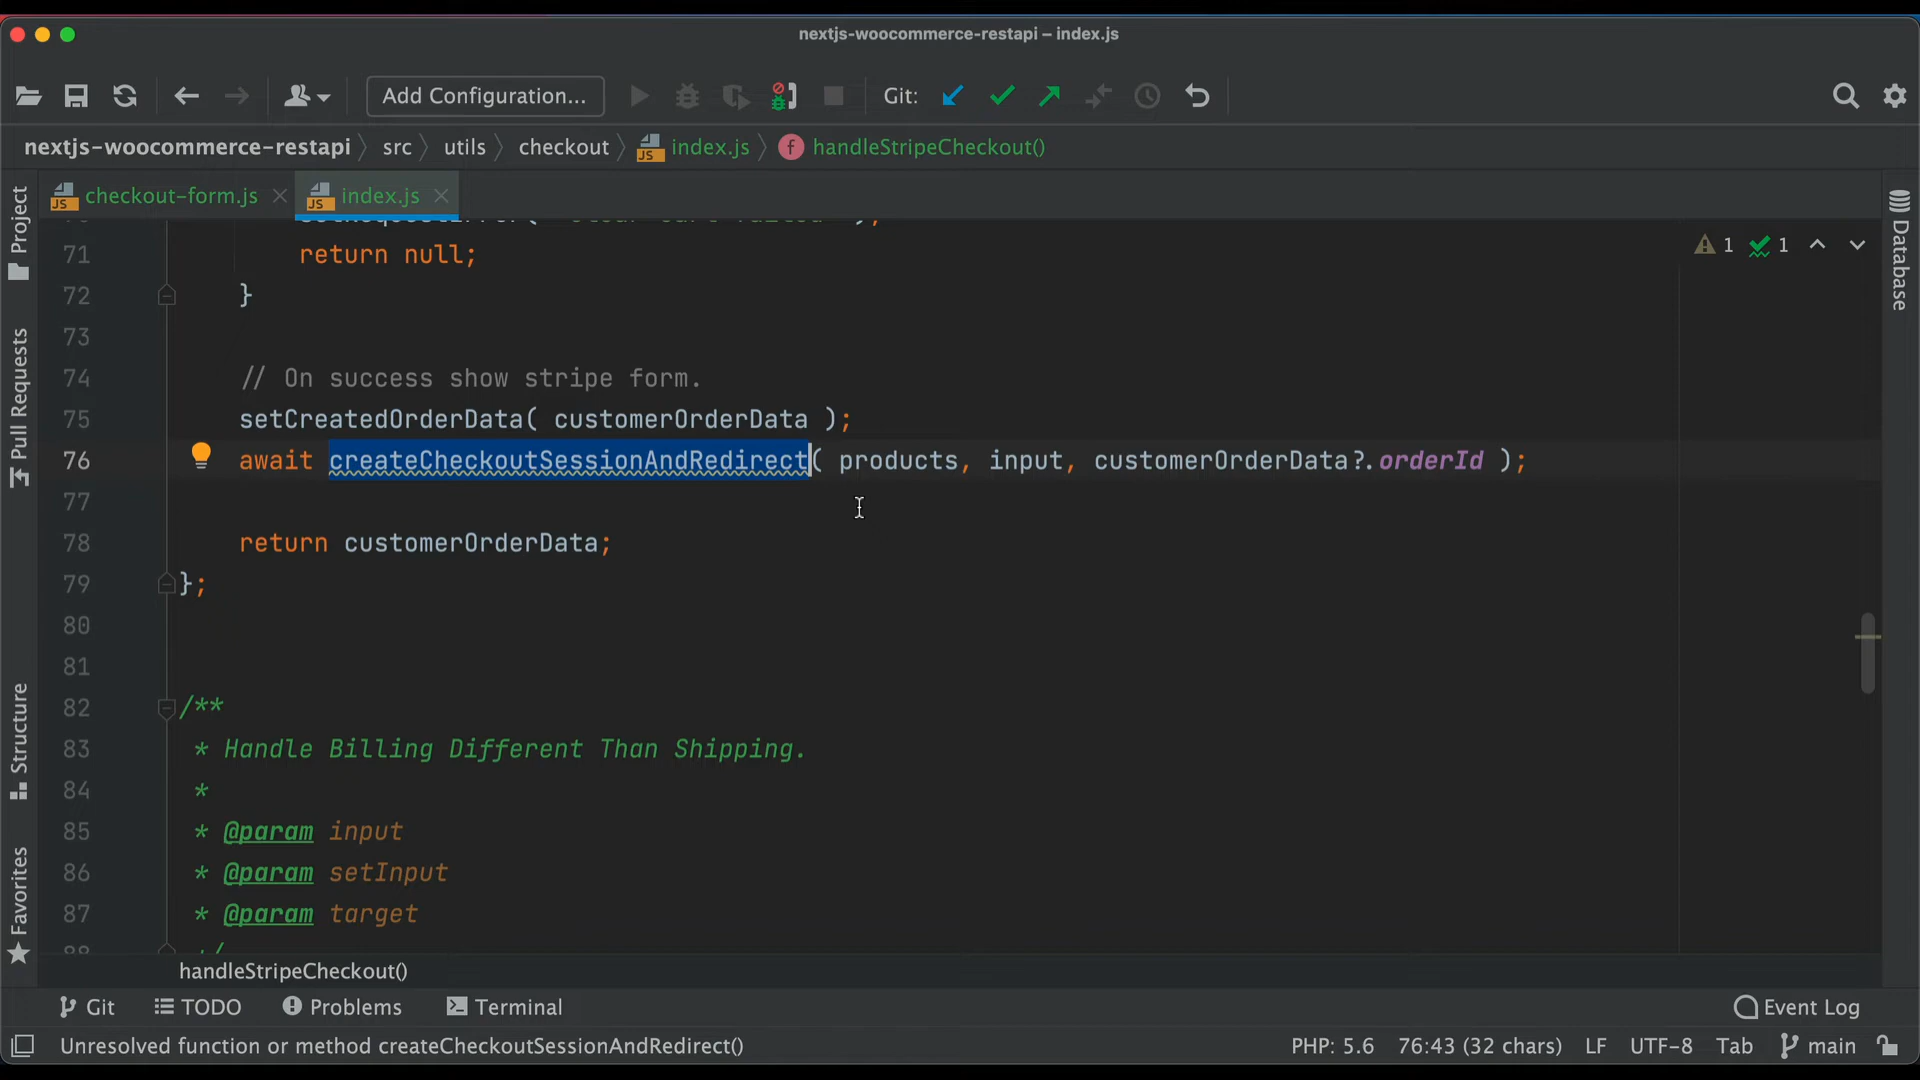 nextjs-woocommerce-restapi – index.js
Add Configuration... Git:
nextjs-woocommerce-restapi src utils checkout JS index.js f handleStripeCheckout()
JS checkout-form.js JS index.js
71 return null;
1 1
72 }
73
74 // On success show stripe form.
75 setCreatedOrderData( customerOrderData );
76 await createCheckoutSessionAndRedirect( products, input, customerOrderData?.orderId );
77
78 return customerOrderData;
79 };
80
81
82 /**
83 * Handle Billing Different Than Shipping.
84 *
85 * @param input
86 * @param setInput
87 * @param target
88 */
Project
Pull Requests
Structure
Favorites
Database
handleStripeCheckout()
Git TODO Problems Terminal Event Log
Unresolved function or method createCheckoutSessionAndRedirect() PHP: 5.6 76:43 (32 chars) LF UTF-8 Tab main